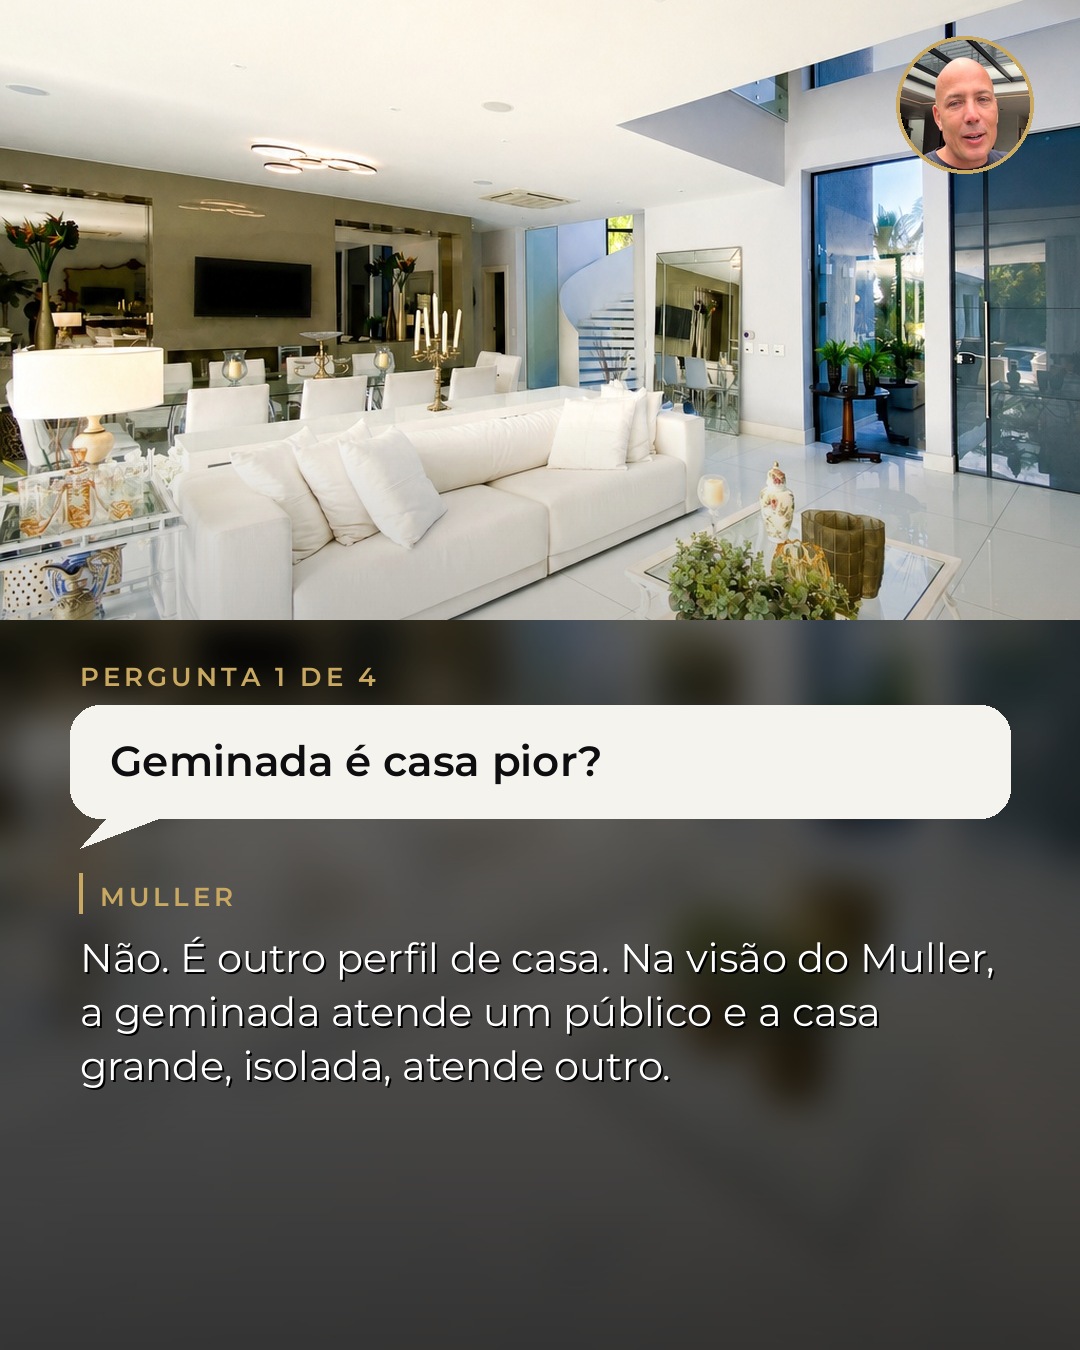 PERGUNTA 1 DE 4
Geminada é casa pior?
MULLER
Não. É outro perfil de casa. Na visão do Muller,
a geminada atende um público e a casa
grande, isolada, atende outro.